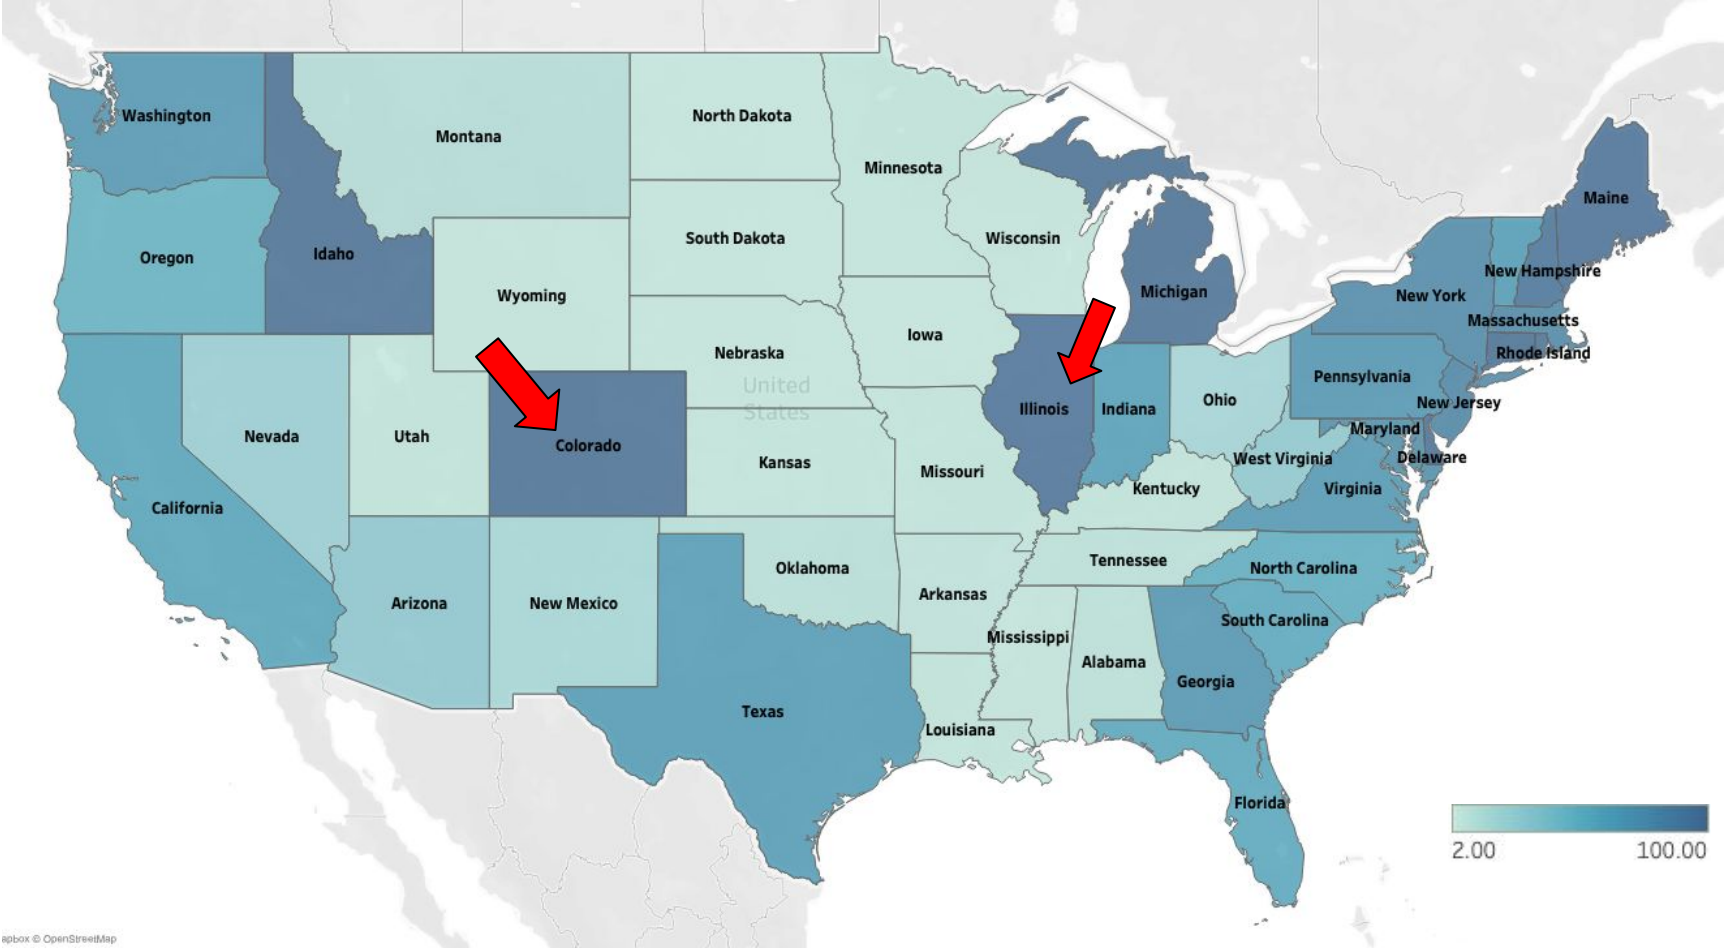 Washington
Montana
North Dakota
Minnesota
Maine
Oregon
Idaho
South Dakota
Wisconsin
Wyoming
Michigan
New Hampshire
New York
Massachusetts
Iowa
Nebraska
Rhode Island
Pennsylvania
United
States
New Jersey
Ohio
Illinois
Indiana
Nevada
Utah
Colorado
Maryland
Kansas
Missouri
West Virginia
Delaware
Kentucky
Virginia
California
Tennessee
Oklahoma
North Carolina
Arkansas
Arizona
New Mexico
South Carolina
Mississippi
Alabama
Georgia
Texas
Louisiana
Florida
2.00
100.00
apbox © OpenStreetMap